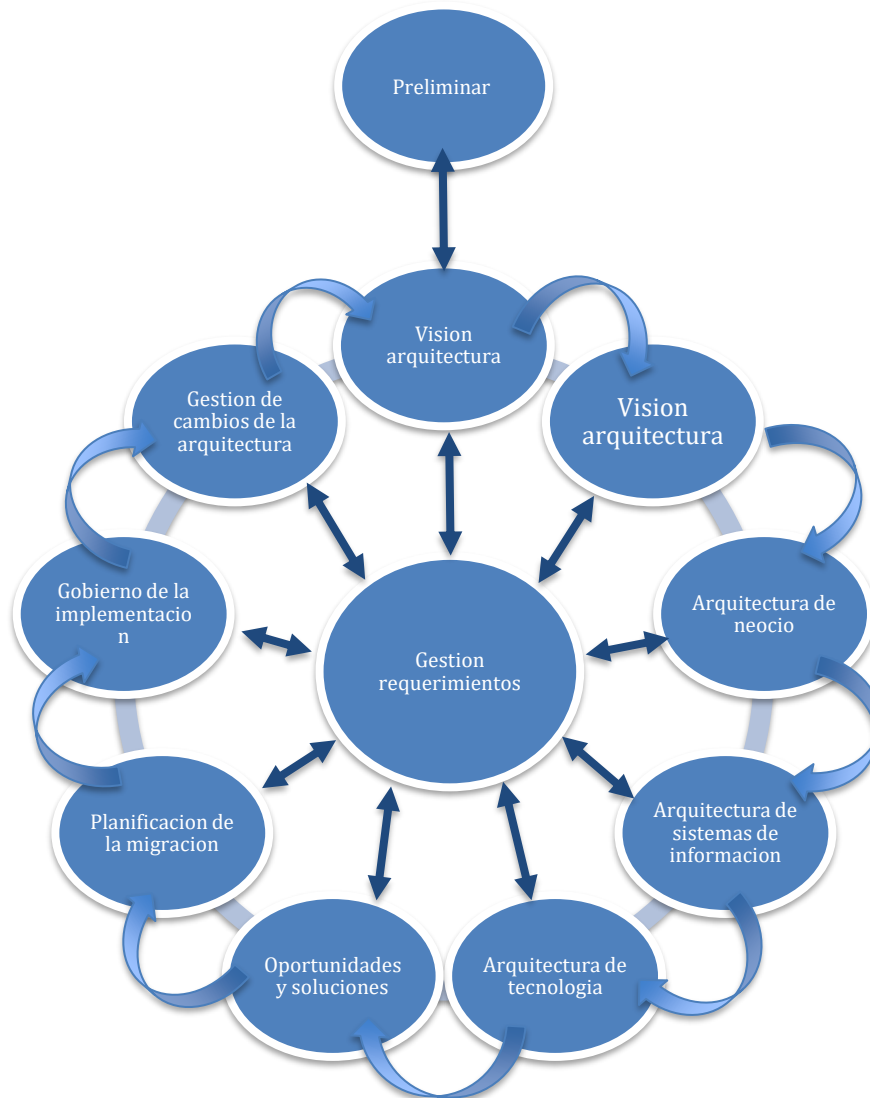 Preliminar
Vision
arquitectura
Vision
arquitectura
Gestion de
cambios de la
arquitectura
Gobierno de la
implementacio
n
Arquitectura de
neocio
Gestion
requerimientos
Planificacion de
la migracion
Arquitectura de
sistemas de
informacion
Oportunidades
y soluciones
Arquitectura de
tecnologia